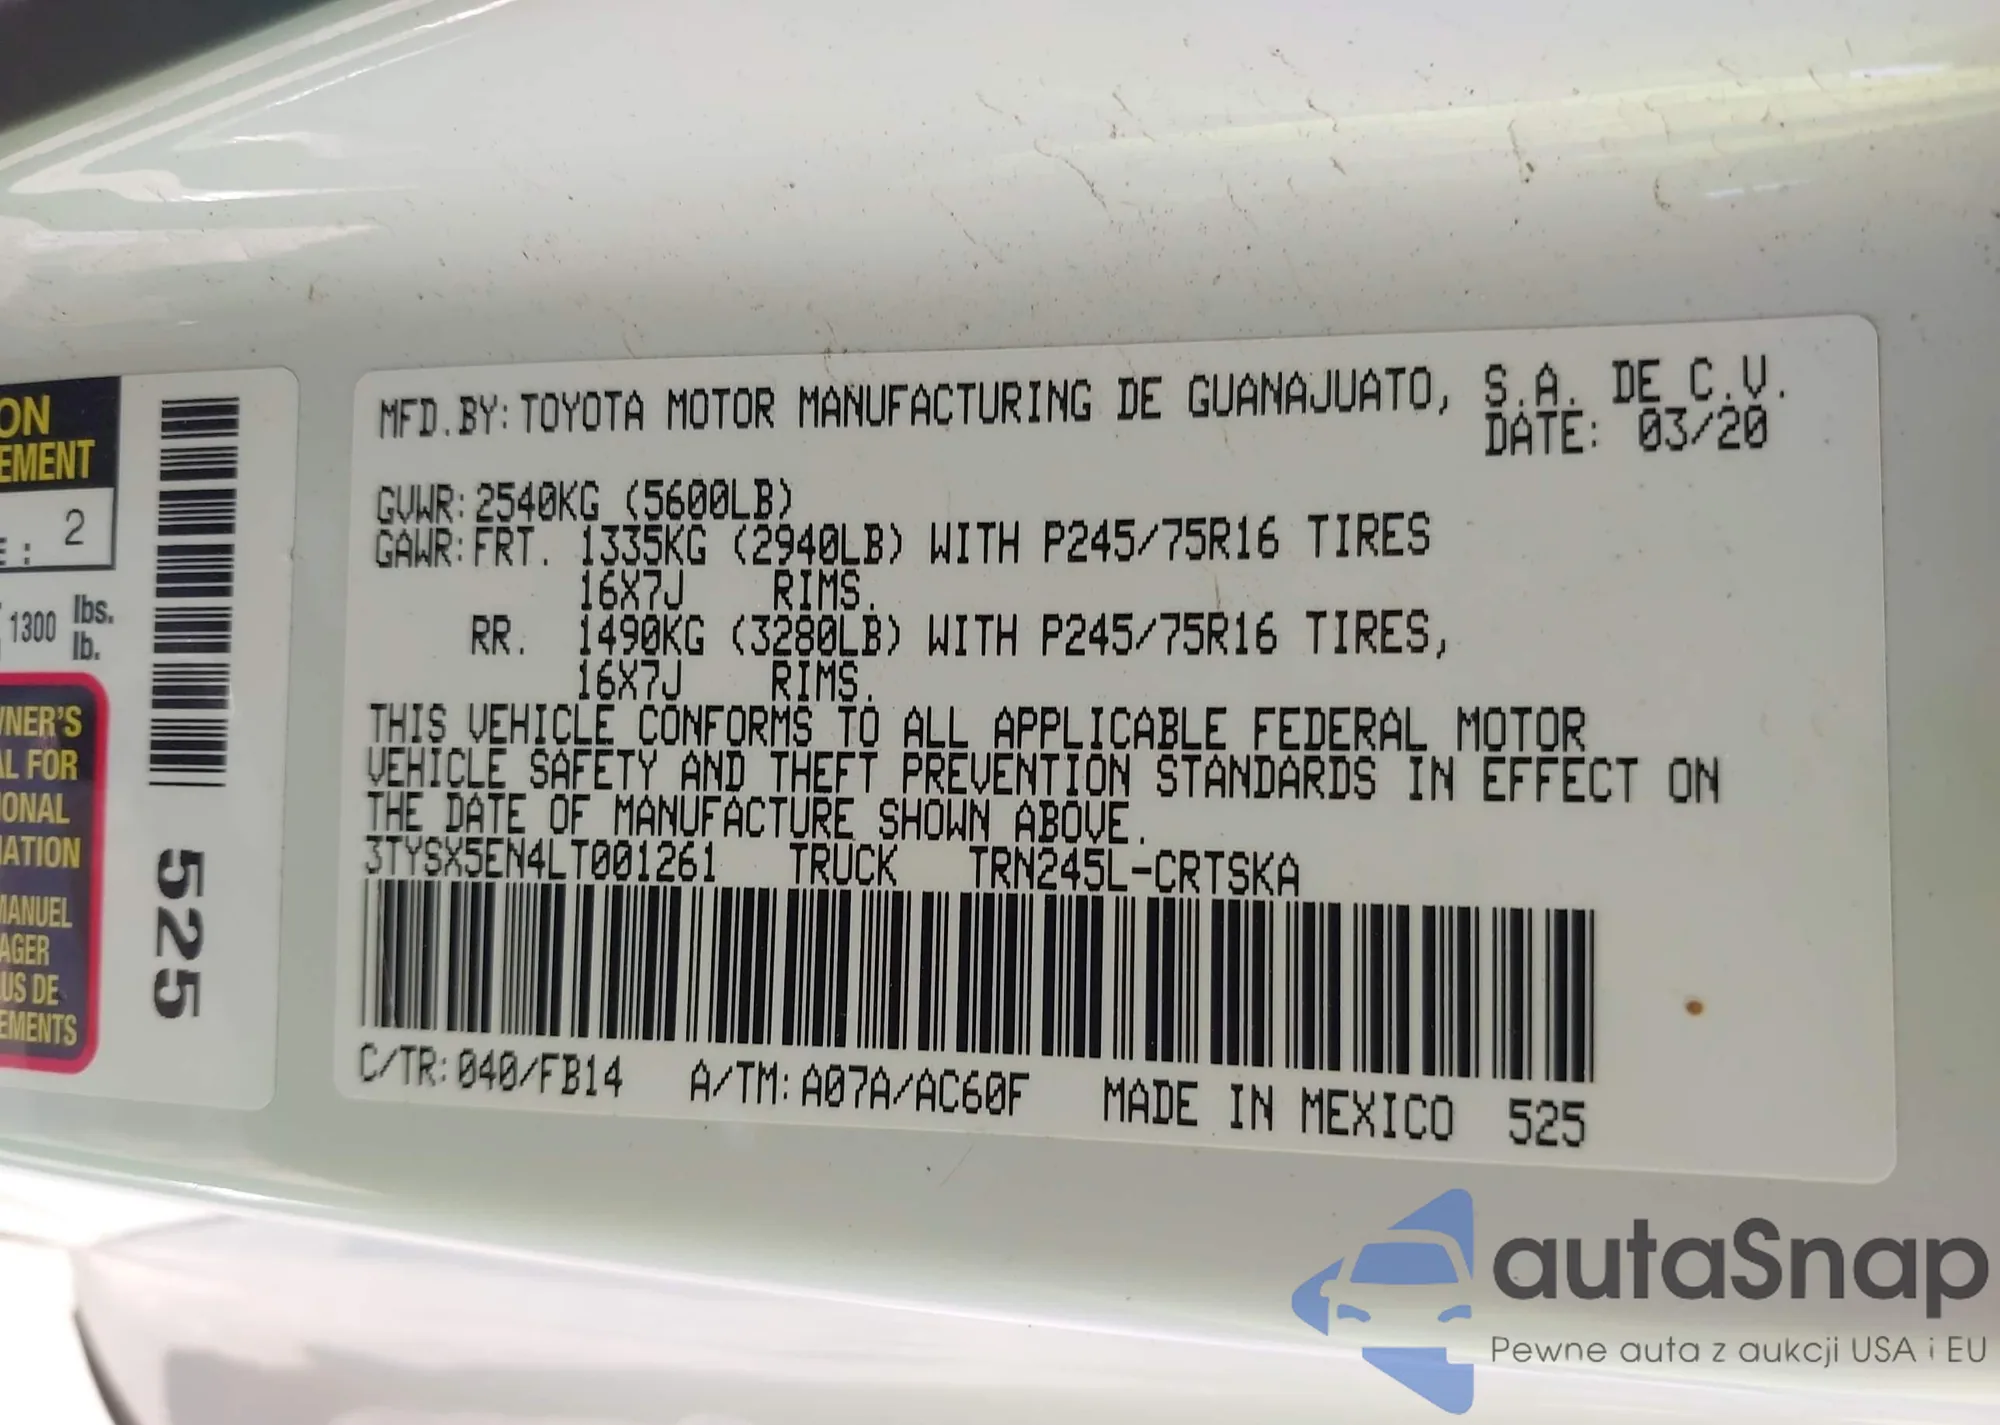 MFD.BY: TOYOTA MOTOR MANUFACTURING DE GUANAJUATO, S.A. DE C.V.
DATE: 03/20
GVWR: 2540KG (5600LB)
GAWR: FRT. 1335KG (2940LB) WITH P245/75R16 TIRES
16X7J RIMS.
RR. 1490KG (3280LB) WITH P245/75R16 TIRES,
16X7J RIMS.
THIS VEHICLE CONFORMS TO ALL APPLICABLE FEDERAL MOTOR
VEHICLE SAFETY AND THEFT PREVENTION STANDARDS IN EFFECT ON
THE DATE OF MANUFACTURE SHOWN ABOVE.
3TYSX5EN4LT001261 TRUCK TRN245L-CRTSKA
C/TR: 040/FB14 A/TM: A07A/AC60F MADE IN MEXICO 525
ON
EMENT
E : 2
1300 lbs.
lb.
NER'S
AL FOR
IONAL
ATION
MANUEL
AGER
US DE
EMENTS
525
autaSnap
Pewne auta z aukcji USA i EU